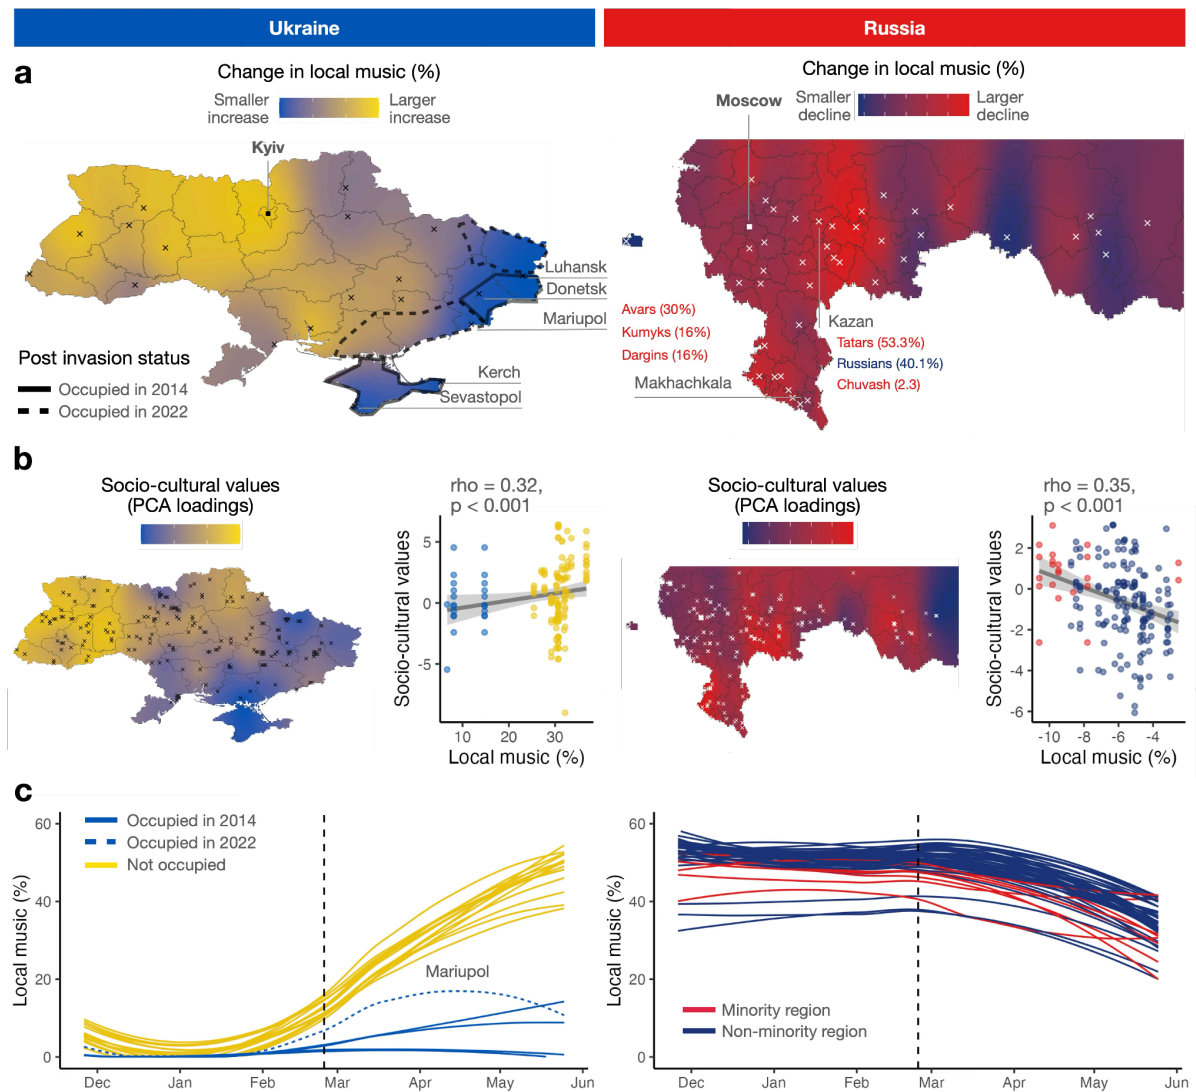 Ukraine
Russia
a
Change in local music (%)
Smaller increase
Larger increase
Kyiv
Luhansk
Donetsk
Mariupol
Kerch
Sevastopol
Post invasion status
Occupied in 2014
Occupied in 2022
Change in local music (%)
Moscow
Smaller decline
Larger decline
Avars (30%)
Kumyks (16%)
Dargins (16%)
Makhachkala
Kazan
Tatars (53.3%)
Russians (40.1%)
Chuvash (2.3)
b
Socio-cultural values
(PCA loadings)
rho = 0.32,
p < 0.001
Socio-cultural values
5
0
-5
10 20 30
Local music (%)
Socio-cultural values
(PCA loadings)
rho = 0.35,
p < 0.001
Socio-cultural values
2
0
-2
-4
-6
-10 -8 -6 -4
Local music (%)
c
Occupied in 2014
Occupied in 2022
Not occupied
Mariupol
Local music (%)
60
40
20
0
Dec Jan Feb Mar Apr May Jun
Local music (%)
60
40
20
0
Minority region
Non-minority region
Dec Jan Feb Mar Apr May Jun